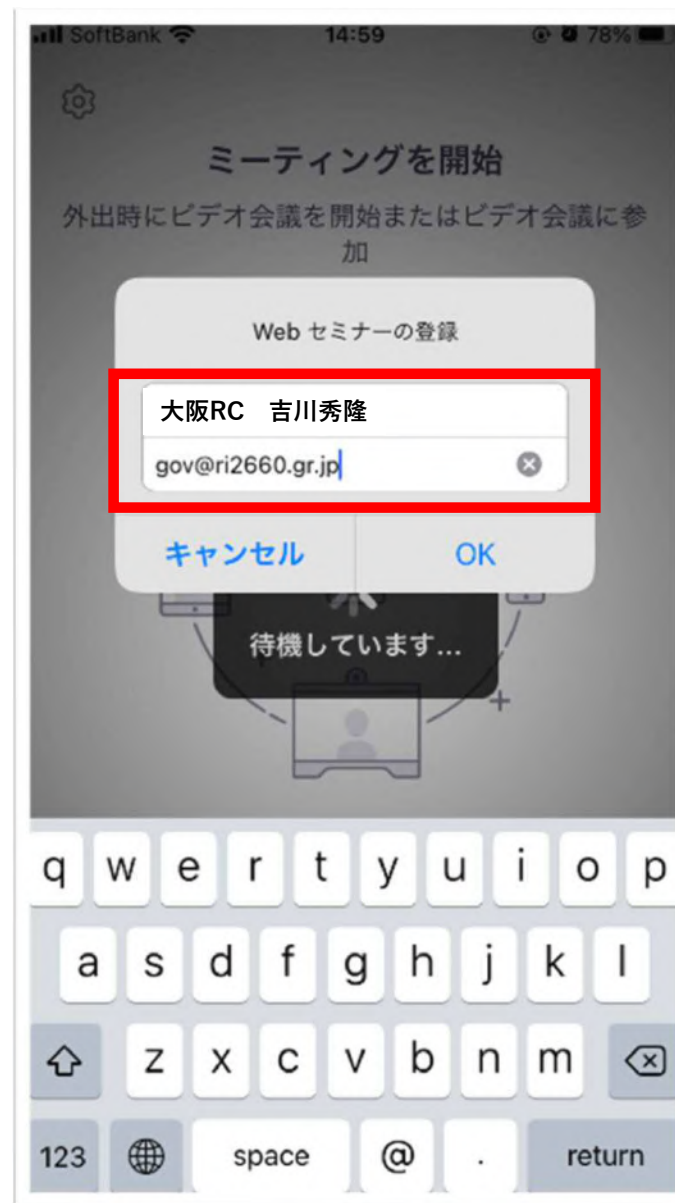 SoftBank 14:59 78%
ミーティングを開始
外出時にビデオ会議を開始またはビデオ会議に参
加
Web セミナーの登録
大阪RC 吉川秀隆
gov@ri2660.gr.jp
キャンセル OK
待機しています...
q w e r t y u i o p
a s d f g h j k l
z x c v b n m
123 space @ . return